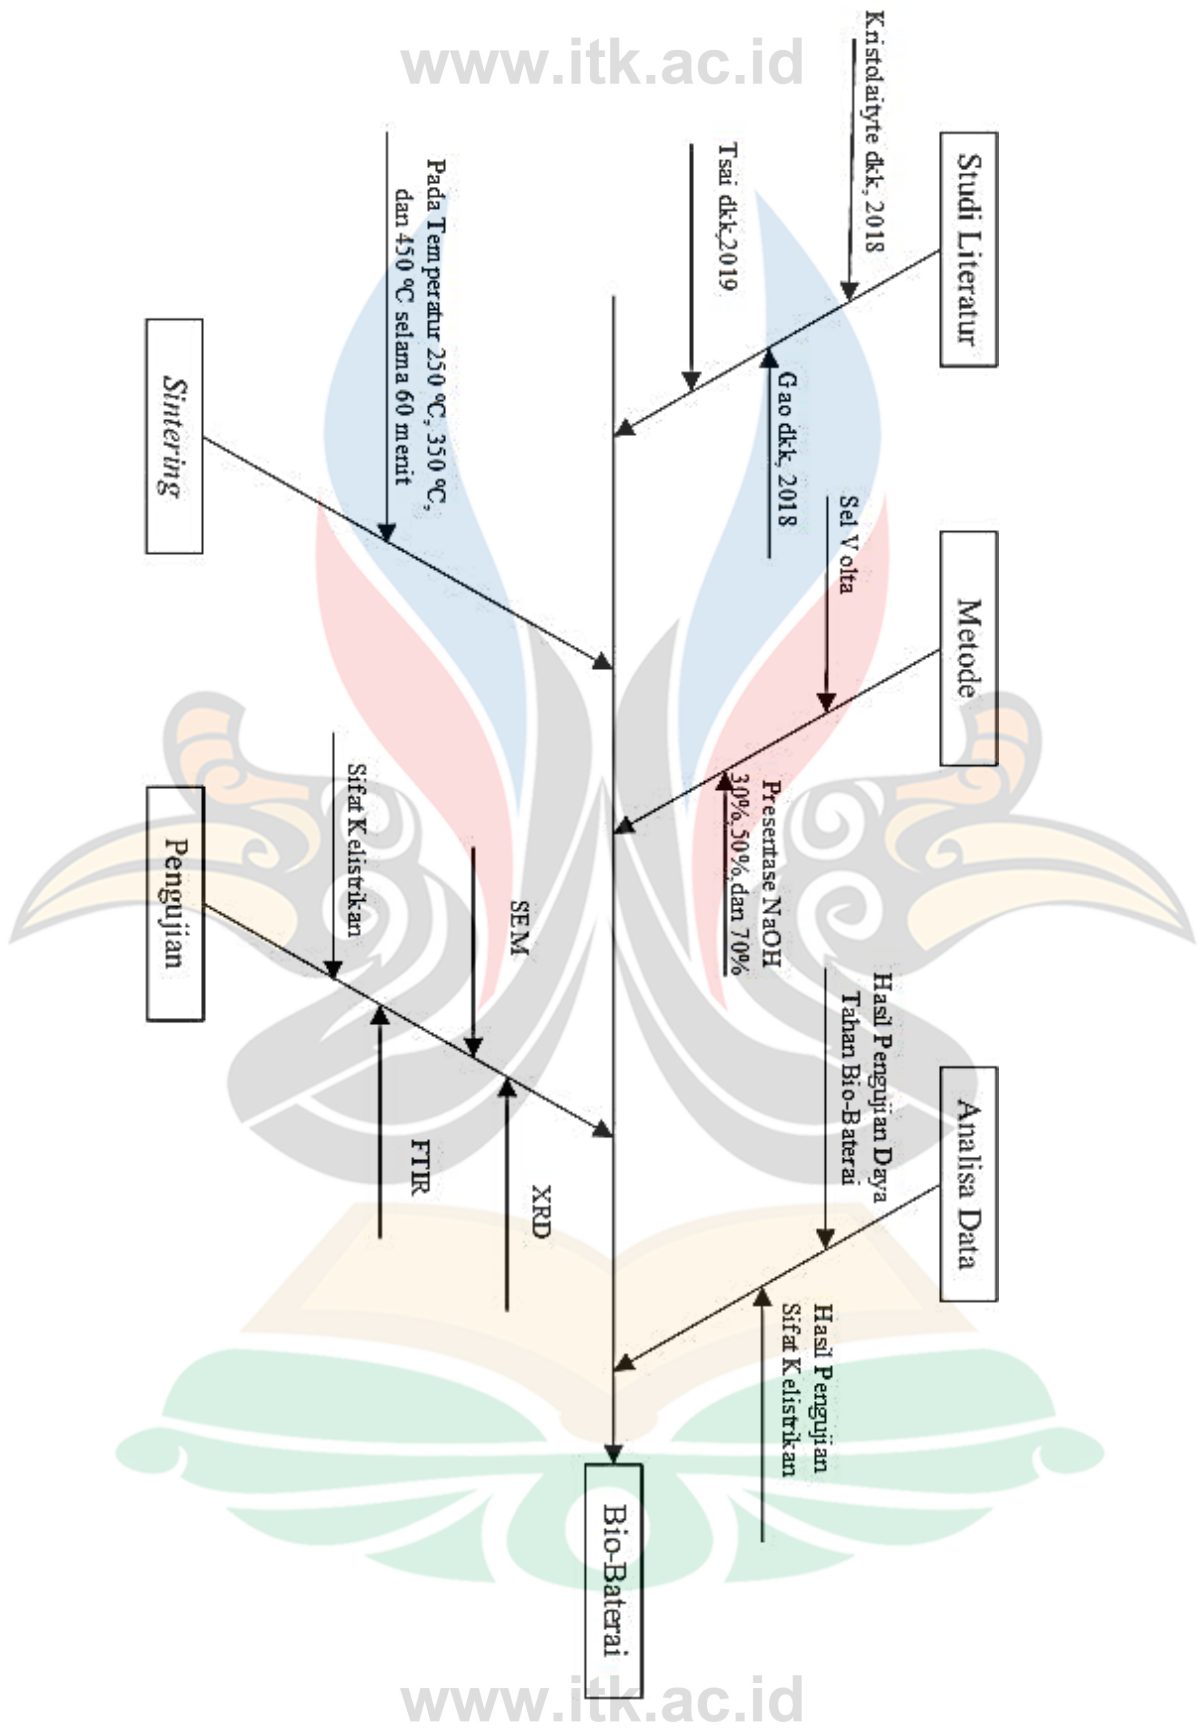 www.itk.ac.id
Studi Literatur
Kristolaityte dkk, 2018
Tsai dkk,2019
Gao dkk, 2018
Metode
Sel Volta
Presentase NaOH
30%,50%,dan 70%
Analisa Data
Hasil Pengujian Daya
Tahan Bio-Baterai
Hasil Pengujian
Sifat Kelistrikan
Sintering
Pada Temperatur 250 °C, 350 °C,
dan 450 °C selama 60 menit
Pengujian
Sifat Kelistrikan
SEM
FTIR
XRD
Bio-Baterai
www.itk.ac.id